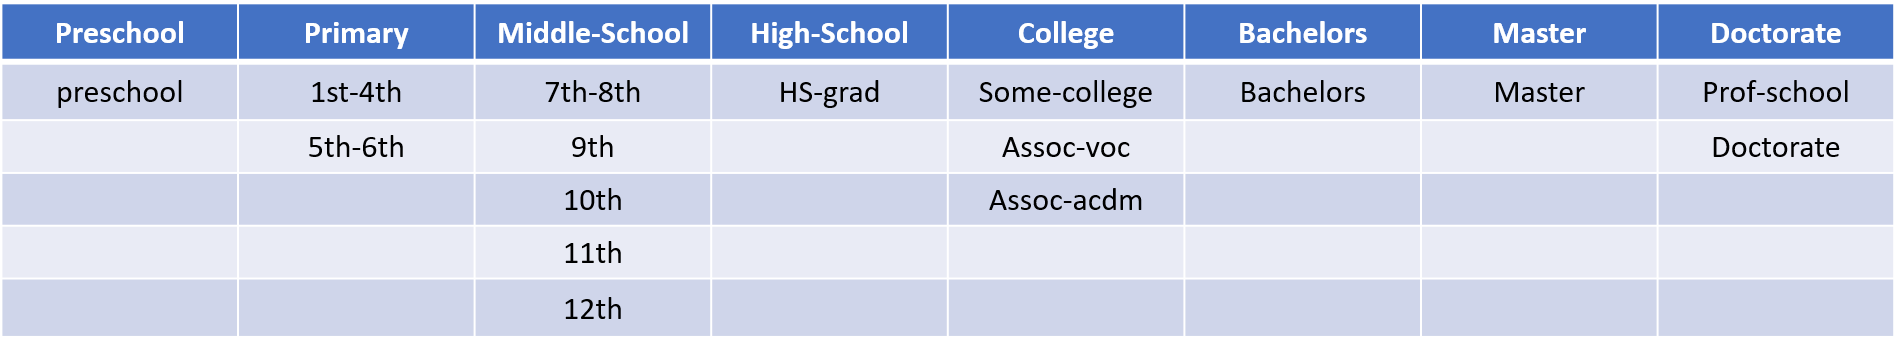 Preschool Primary Middle-School High-School College Bachelors Master Doctorate
preschool 1st-4th 7th-8th HS-grad Some-college Bachelors Master Prof-school
5th-6th 9th Assoc-voc Doctorate
10th Assoc-acdm
11th
12th